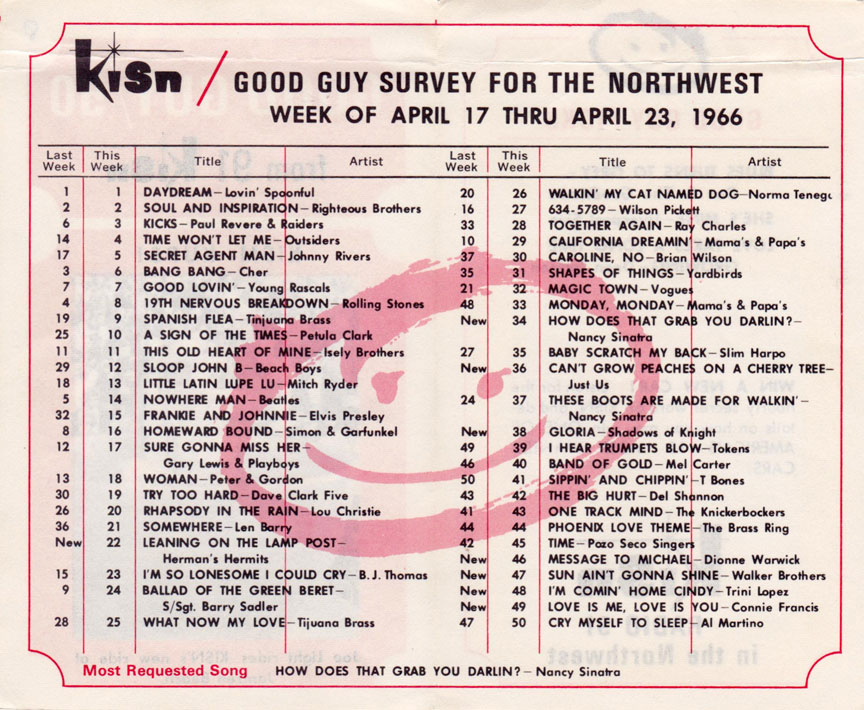 KISN / GOOD GUY SURVEY FOR THE NORTHWEST
WEEK OF APRIL 17 THRU APRIL 23, 1966
Last Week This Week Title Artist
1 1 DAYDREAM—Lovin' Spoonful
2 2 SOUL AND INSPIRATION—Righteous Brothers
6 3 KICKS—Paul Revere & Raiders
14 4 TIME WON'T LET ME—Outsiders
17 5 SECRET AGENT MAN—Johnny Rivers
3 6 BANG BANG—Cher
7 7 GOOD LOVIN'—Young Rascals
4 8 19TH NERVOUS BREAKDOWN—Rolling Stones
19 9 SPANISH FLEA—Tinjuana Brass
25 10 A SIGN OF THE TIMES—Petula Clark
11 11 THIS OLD HEART OF MINE—Isely Brothers
29 12 SLOOP JOHN B—Beach Boys
18 13 LITTLE LATIN LUPE LU—Mitch Ryder
5 14 NOWHERE MAN—Beatles
32 15 FRANKIE AND JOHNNIE—Elvis Presley
8 16 HOMEWARD BOUND—Simon & Garfunkel
12 17 SURE GONNA MISS HER—
Gary Lewis & Playboys
13 18 WOMAN—Peter & Gordon
30 19 TRY TOO HARD—Dave Clark Five
26 20 RHAPSODY IN THE RAIN—Lou Christie
36 21 SOMEWHERE—Len Barry
New 22 LEANING ON THE LAMP POST—
Herman's Hermits
15 23 I'M SO LONESOME I COULD CRY—B.J. Thomas
9 24 BALLAD OF THE GREEN BERET—
S/Sgt. Barry Sadler
28 25 WHAT NOW MY LOVE—Tijuana Brass
Last Week This Week Title Artist
20 26 WALKIN' MY CAT NAMED DOG—Norma Tenegu
16 27 634-5789—Wilson Pickett
33 28 TOGETHER AGAIN—Ray Charles
10 29 CALIFORNIA DREAMIN'—Mama's & Papa's
37 30 CAROLINE, NO—Brian Wilson
35 31 SHAPES OF THINGS—Yardbirds
21 32 MAGIC TOWN—Vogues
48 33 MONDAY, MONDAY—Mama's & Papa's
New 34 HOW DOES THAT GRAB YOU DARLIN?—
Nancy Sinatra
27 35 BABY SCRATCH MY BACK—Slim Harpo
New 36 CAN'T GROW PEACHES ON A CHERRY TREE—
Just Us
24 37 THESE BOOTS ARE MADE FOR WALKIN'—
Nancy Sinatra
New 38 GLORIA—Shadows of Knight
49 39 I HEAR TRUMPETS BLOW—Tokens
46 40 BAND OF GOLD—Mel Carter
50 41 SIPPIN' AND CHIPPIN'—T Bones
43 42 THE BIG HURT—Del Shannon
41 43 ONE TRACK MIND—The Knickerbockers
44 44 PHOENIX LOVE THEME—The Brass Ring
42 45 TIME—Pozo Seco Singers
New 46 MESSAGE TO MICHAEL—Dionne Warwick
New 47 SUN AIN'T GONNA SHINE—Walker Brothers
New 48 I'M COMIN' HOME CINDY—Trini Lopez
New 49 LOVE IS ME, LOVE IS YOU—Connie Francis
47 50 CRY MYSELF TO SLEEP—Al Martino
Most Requested Song HOW DOES THAT GRAB YOU DARLIN?—Nancy Sinatra